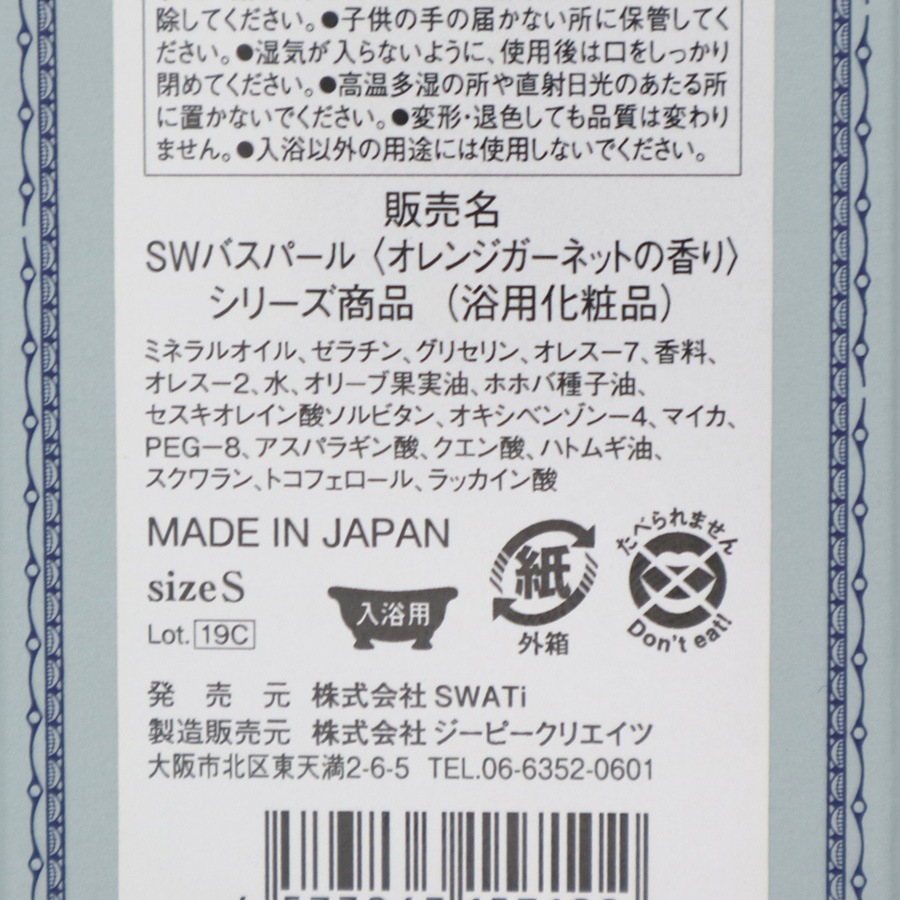 除してください。●子供の手の届かない所に保管してく
ださい。●湿気が入らないように、使用後は口をしっかり
閉めてください。●高温多湿の所や直射日光のあたる所
に置かないでください。●変形・退色しても品質は変わり
ません。●入浴以外の用途には使用しないでください。
販売名
SWバスパール〈オレンジガーネットの香り〉
シリーズ商品（浴用化粧品）
ミネラルオイル、ゼラチン、グリセリン、オレス－7、香料、
オレス－2、水、オリーブ果実油、ホホバ種子油、
セスキオレイン酸ソルビタン、オキシベンゾン－4、マイカ、
PEG－8、アスパラギン酸、クエン酸、ハトムギ油、
スクワラン、トコフェロール、ラッカイン酸
MADE IN JAPAN
size S
Lot. 19C
入浴用
紙
外箱
たべられません
Don't eat!
発売元 株式会社 SWATi
製造販売元 株式会社 ジーピークリエイツ
大阪市北区東天満2-6-5 TEL.06-6352-0601